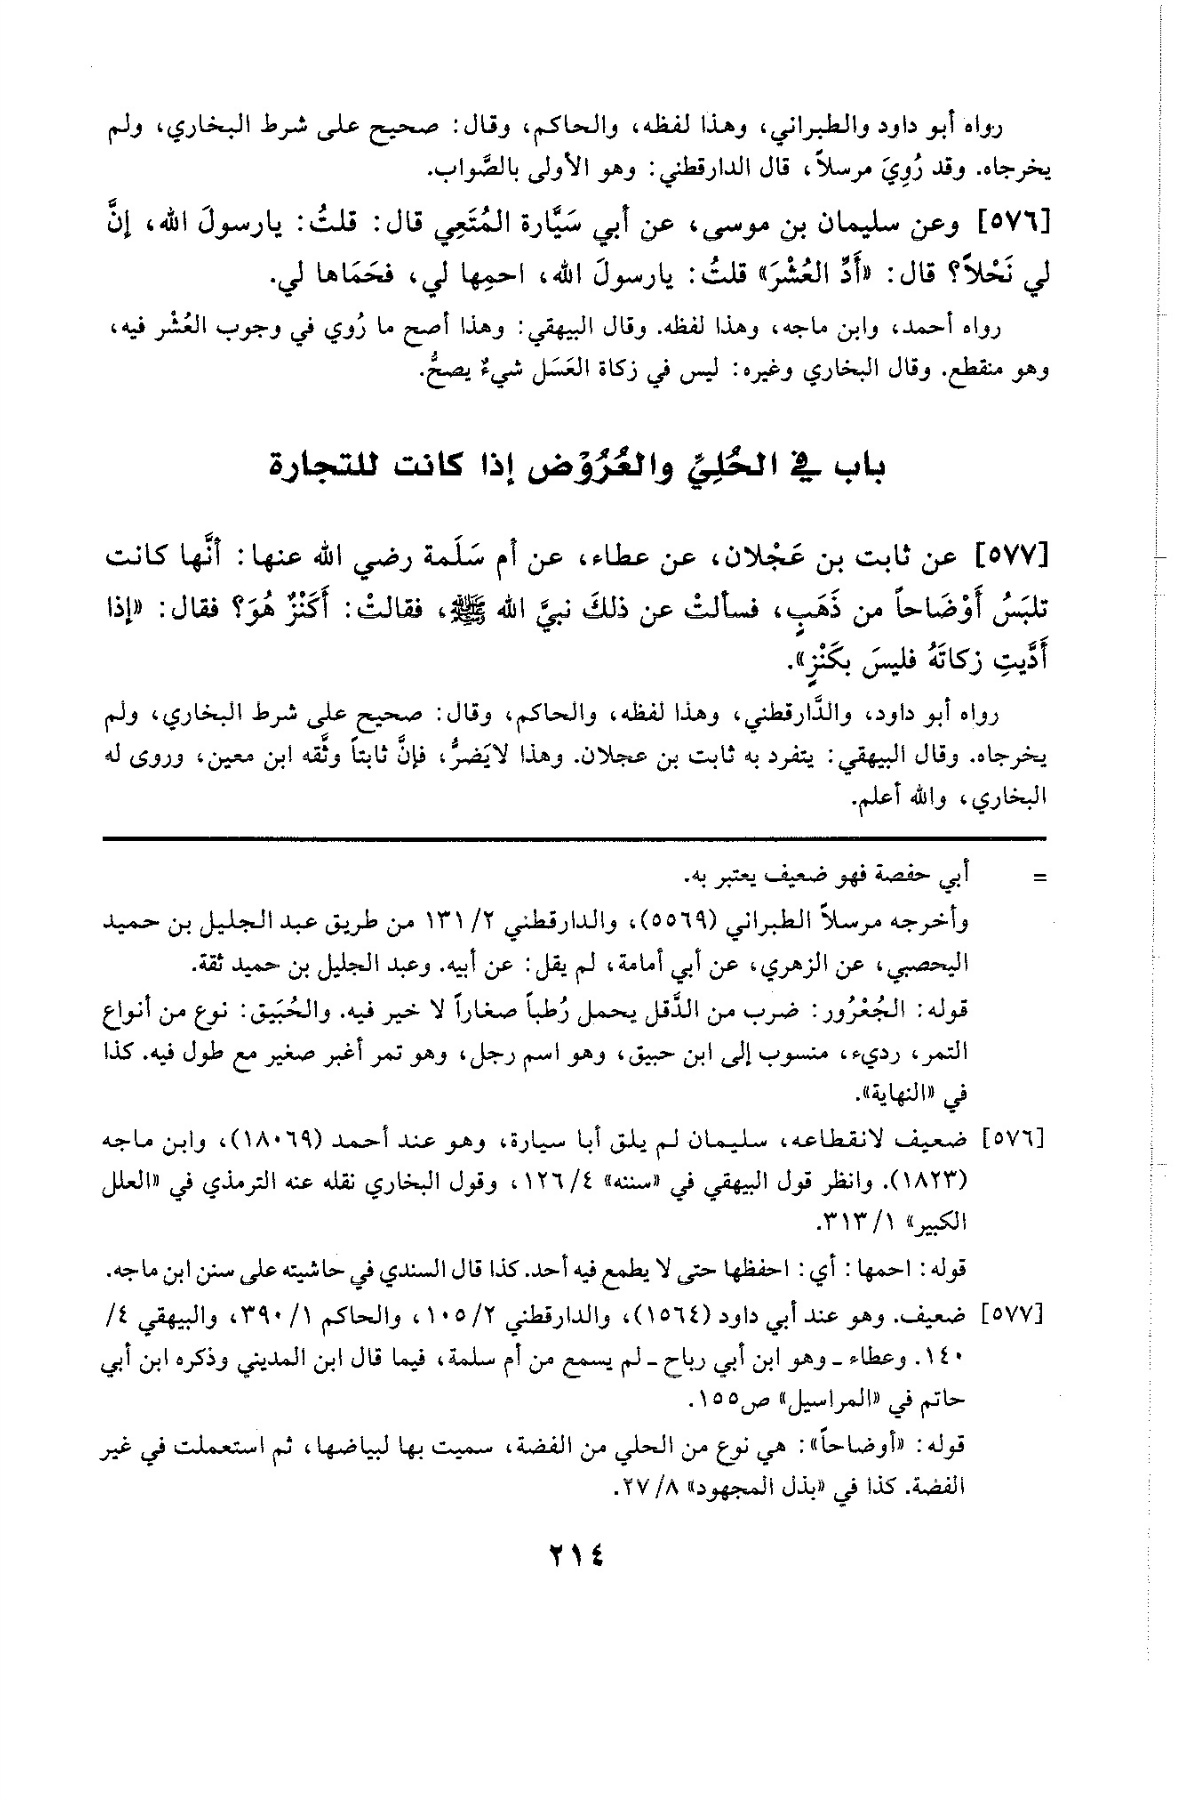 رواه أبو داود والطبراني، وهذا لفظه، والحاكم، وقال: صحيح على شرط البخاري، ولم
يخرجاه. وقد رُوِيَ مرسلاً، قال الدارقطني: وهو الأولى بالصَّواب.
[٥٧٦] وعن سليمان بن موسى، عن أبي سَيَّارة المُتَعِي قال: قلتُ: يارسولَ الله، إنَّ
لي نَحْلاً؟ قال: «أَدِّ العُشْرَ» قلتُ: يارسولَ الله، احمِها لي، فحَمَاها لي.
رواه أحمد، وابن ماجه، وهذا لفظه. وقال البيهقي: وهذا أصح ما رُوي في وجوب العُشْر فيه،
وهو منقطع. وقال البخاري وغيره: ليس في زكاة العَسَل شيءٌ يصحُّ.
باب في الحُلِيِّ والعُرُوْض إذا كانت للتجارة
[٥٧٧] عن ثابت بن عَجْلان، عن عطاء، عن أم سَلَمة رضي الله عنها: أنَّها كانت
تلبَسُ أَوْضَاحاً من ذَهَبٍ، فسألتْ عن ذلكَ نبيَّ الله ﷺ، فقالتْ: أَكَنْزٌ هُوَ؟ فقال: «إذا
أَدَّيتِ زكاتَهُ فليسَ بكَنْزٍ».
رواه أبو داود، والدَّارقطني، وهذا لفظه، والحاكم، وقال: صحيح على شرط البخاري، ولم
يخرجاه. وقال البيهقي: يتفرد به ثابت بن عجلان. وهذا لايَضرُّ، فإنَّ ثابتاً وثَّقه ابن معين، وروى له
البخاري، والله أعلم.
= أبي حفصة فهو ضعيف يعتبر به.
وأخرجه مرسلاً الطبراني (٥٥٦٩)، والدارقطني ٢/ ١٣١ من طريق عبد الجليل بن حميد
اليحصبي، عن الزهري، عن أبي أمامة، لم يقل: عن أبيه. وعبد الجليل بن حميد ثقة.
قوله: الجُعْرُور: ضرب من الدَّقل يحمل رُطباً صغاراً لا خير فيه. والحُبَيق: نوع من أنواع
التمر، رديء، منسوب إلى ابن حبيق، وهو اسم رجل، وهو تمر أغبر صغير مع طول فيه. كذا
في «النهاية».
[٥٧٦] ضعيف لانقطاعه، سليمان لم يلق أبا سيارة، وهو عند أحمد (١٨٠٦٩)، وابن ماجه
(١٨٢٣). وانظر قول البيهقي في «سننه» ٤/ ١٢٦، وقول البخاري نقله عنه الترمذي في «العلل
الكبير» ١/ ٣١٣.
قوله: احمها: أي: احفظها حتى لا يطمع فيه أحد. كذا قال السندي في حاشيته على سنن ابن ماجه.
[٥٧٧] ضعيف. وهو عند أبي داود (١٥٦٤)، والدارقطني ٢/ ١٠٥، والحاكم ١/ ٣٩٠، والبيهقي ٤/
١٤٠. وعطاء ـ وهو ابن أبي رباح ـ لم يسمع من أم سلمة، فيما قال ابن المديني وذكره ابن أبي
حاتم في «المراسيل» ص١٥٥.
قوله: «أوضاحاً»: هي نوع من الحلي من الفضة، سميت بها لبياضها، ثم استعملت في غير
الفضة. كذا في «بذل المجهود» ٨/ ٢٧.
٢١٤